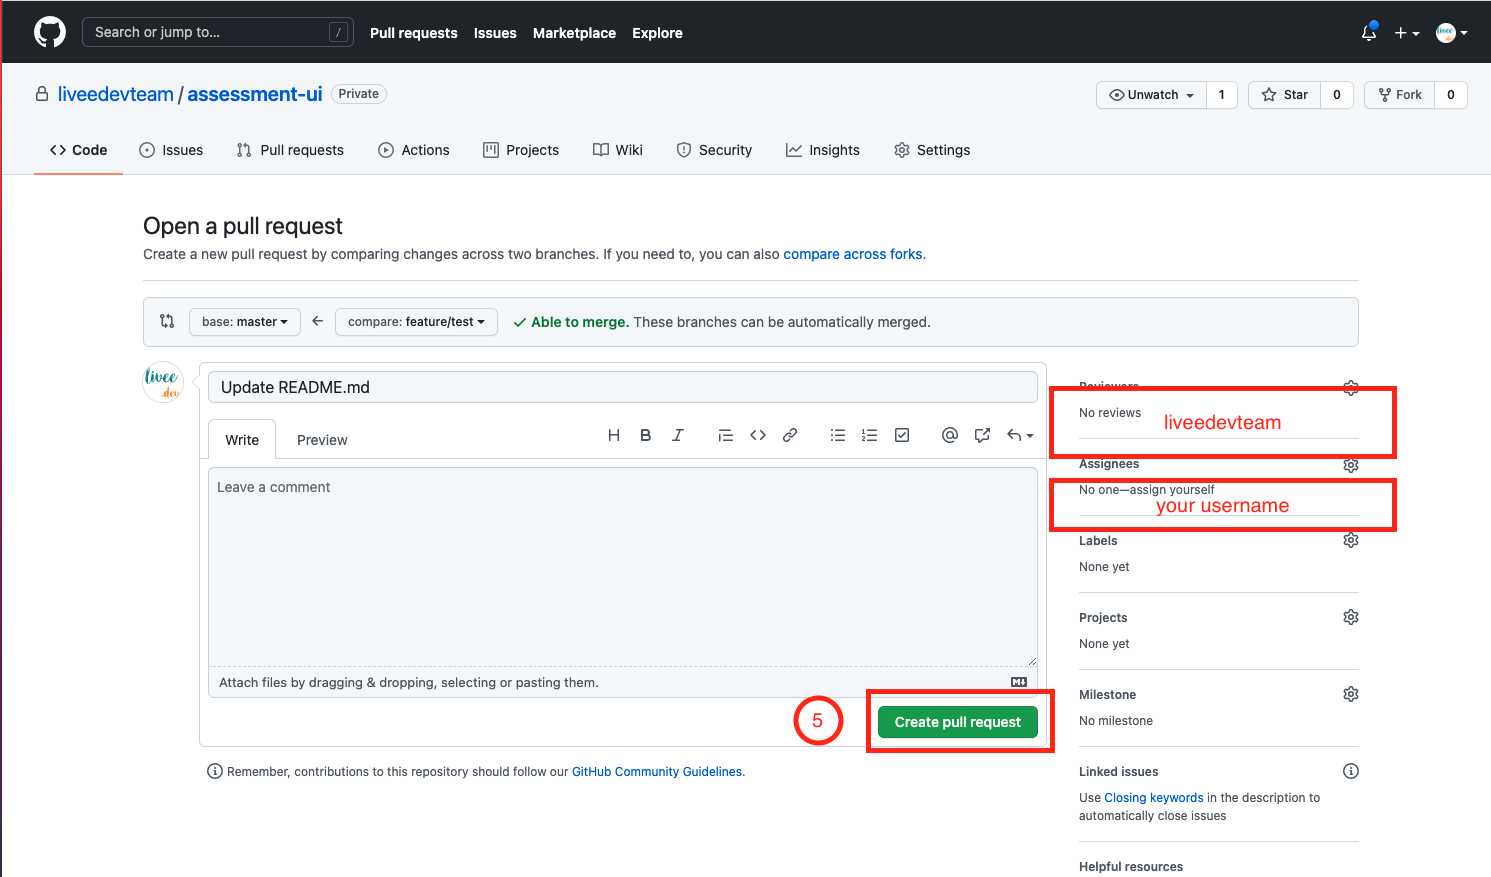 Search or jump to...
/
Pull requests
Issues
Marketplace
Explore
liveedevteam / assessment-ui
Private
Unwatch
1
Star
0
Fork
0
Code
Issues
Pull requests
Actions
Projects
Wiki
Security
Insights
Settings
Open a pull request
Create a new pull request by comparing changes across two branches. If you need to, you can also compare across forks.
base: master
compare: feature/test
Able to merge. These branches can be automatically merged.
livee
.dev
Update README.md
Write
Preview
H B I
Leave a comment
Attach files by dragging & dropping, selecting or pasting them.
5
Create pull request
Remember, contributions to this repository should follow our GitHub Community Guidelines.
Reviewers
No reviews
liveedevteam
Assignees
No one—assign yourself
your username
Labels
None yet
Projects
None yet
Milestone
No milestone
Linked issues
Use Closing keywords in the description to
automatically close issues
Helpful resources